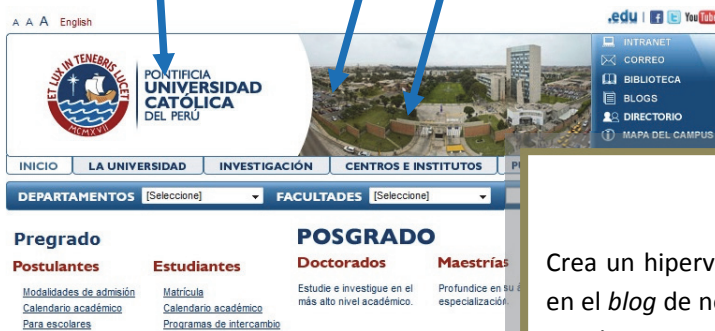 A A A English
.edu | f You Tube
ET LUX IN TENEBRIS LUCET
MCMXVII
PONTIFICIA
UNIVERSIDAD
CATÓLICA
DEL PERÚ
INTRANET
CORREO
BIBLIOTECA
BLOGS
DIRECTORIO
MAPA DEL CAMPUS
INICIO LA UNIVERSIDAD INVESTIGACIÓN CENTROS E INSTITUTOS
DEPARTAMENTOS [Seleccione] FACULTADES [Seleccione]
Pregrado
Postulantes
Modalidades de admisión
Calendario académico
Para escolares
Estudiantes
Matrícula
Calendario académico
Programas de intercambio
POSGRADO
Doctorados
Estudie e investigue en el
más alto nivel académico.
Maestrías
Profundice en su
especialización.
Crea un hiperv
en el blog de n